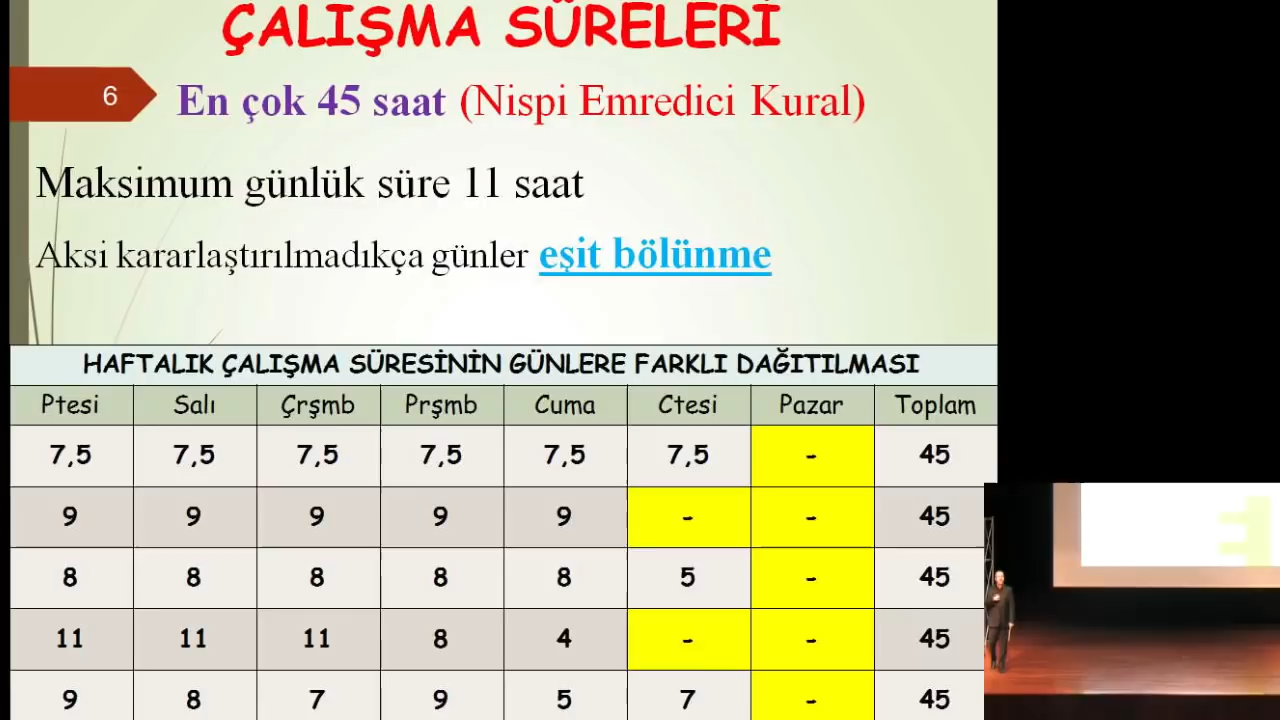 ÇALIŞMA SÜRELERİ
6
En çok 45 saat (Nispi Emredici Kural)
Maksimum günlük süre 11 saat
Aksi kararlaştırılmadıkça günler eşit bölünme
HAFTALIK ÇALIŞMA SÜRESİNİN GÜNLERE FARKLI DAĞITILMASI
Ptesi Salı Çrşmb Prşmb Cuma Ctesi Pazar Toplam
7,5 7,5 7,5 7,5 7,5 7,5 - 45
9 9 9 9 9 - - 45
8 8 8 8 8 5 - 45
11 11 11 8 4 - - 45
9 8 7 9 5 7 - 45